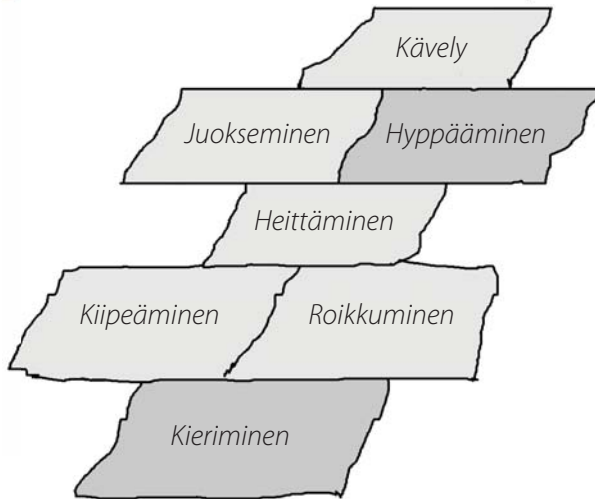 Kävely
Juokseminen Hyppääminen
Heittäminen
Kiipeäminen Roikkuminen
Kieriminen